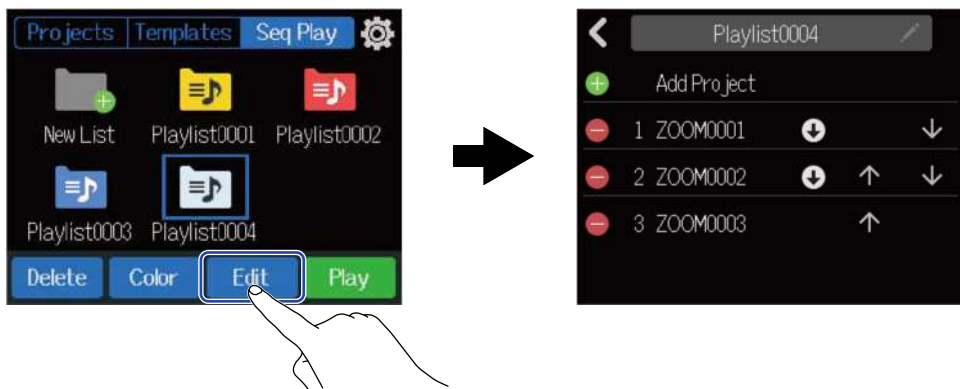 Projects Templates Seq Play
New List Playlist0001 Playlist0002
Playlist0003 Playlist0004
Delete Color Edit Play
Playlist0004
Add Project
1 ZOOM0001
2 ZOOM0002
3 ZOOM0003